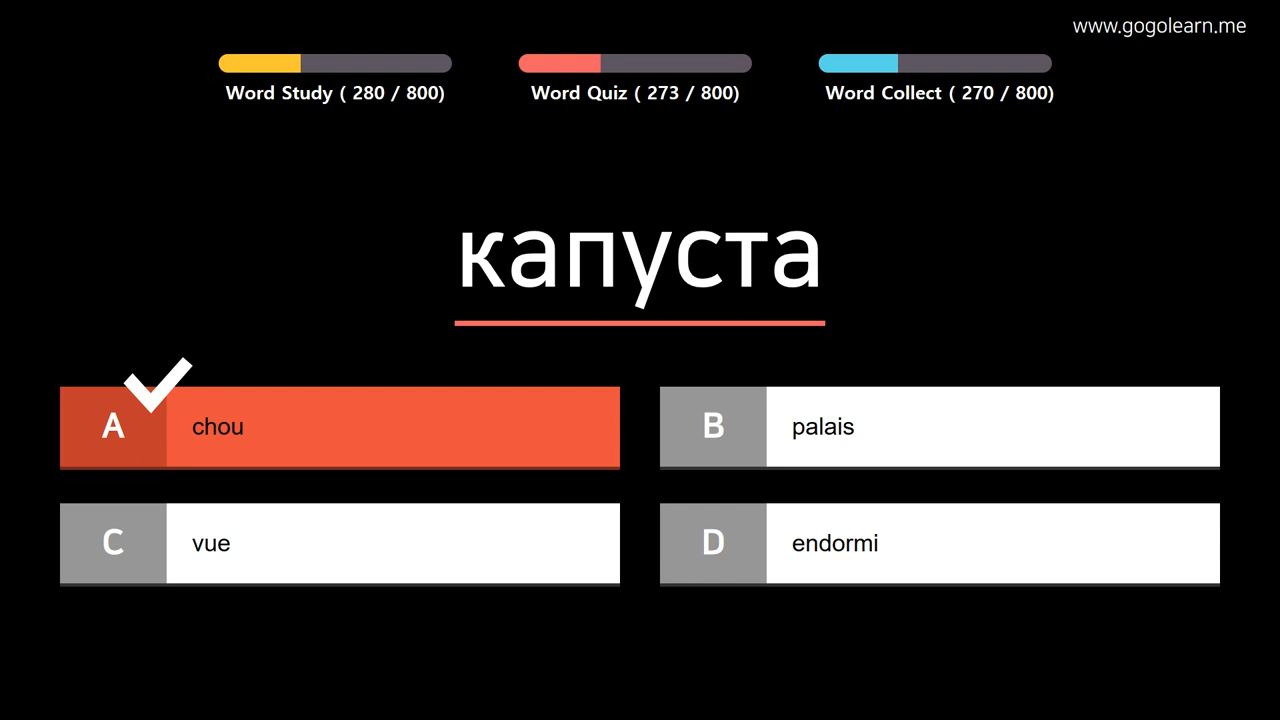 www.gogolearn.me
Word Study ( 280 / 800) Word Quiz ( 273 / 800) Word Collect ( 270 / 800)
капуста
A chou
B palais
C vue
D endormi